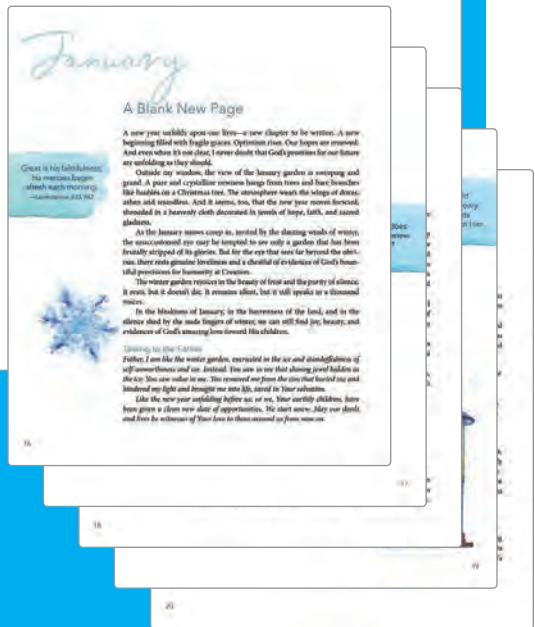 January
A Blank New Page
A new year unfolds upon our lives—a new chapter to be written. A new
beginning filled with fragile graces. Optimism rises. Our hopes are renewed.
And even when it's not clear, I never doubt that God's promises for our future
are unfolding as they should.
Great is his faithfulness;
his mercies begin
afresh each morning.
—Lamentations 3:23, NLT
Outside my window, the view of the January garden is sweeping and
grand. A pure and crystalline newness hangs from trees and bare branches
like baubles on a Christmas tree. The atmosphere wears the wings of doves,
ashen and soundless. And it seems, too, that the new year moves forward,
shrouded in a heavenly cloth decorated in jewels of hope, faith, and sacred
gladness.
As the January snows creep in, invited by the dancing winds of winter,
the unaccustomed eye may be tempted to see only a garden that has been
brutally stripped of its glories. But for the eye that sees far beyond the obvi-
ous, there rests genuine loveliness and a chestful of evidences of God's boun-
tiful provisions for humanity at Creation.
The winter garden rejoices in the beauty of frost and the purity of silence.
It rests, but it doesn't die. It remains silent, but it still speaks in a thousand
voices.
In the bleakness of January, in the barrenness of the land, and in the
silence shed by the nude fingers of winter, we can still find joy, beauty, and
evidences of God's amazing love toward His children.
Talking to the Father
Father, I am like the winter garden, encrusted in the ice and standoffishness of
self-unworthiness and sin. Instead, You saw in me that shining jewel hidden in
the ice. You saw value in me. You removed me from the sins that buried me and
hindered my light and brought me into life, saved in Your salvation.
Like the new year unfolding before us, so we, Your earthly children, have
been given a clean new slate of opportunities. We start anew. May our deeds
and lives be witnesses of Your love to those around us from now on.
16
17
18
19
20